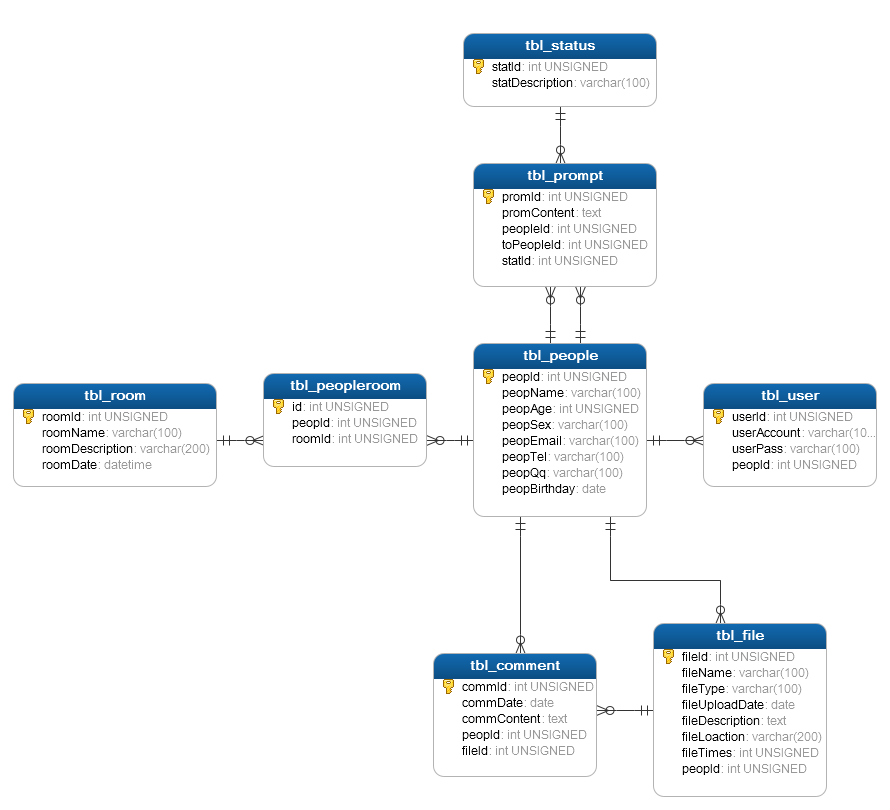 tbl_status
statId: int UNSIGNED
statDescription: varchar(100)
tbl_prompt
promId: int UNSIGNED
promContent: text
peopleId: int UNSIGNED
toPeopleId: int UNSIGNED
statId: int UNSIGNED
tbl_room
roomId: int UNSIGNED
roomName: varchar(100)
roomDescription: varchar(200)
roomDate: datetime
tbl_peopleroom
id: int UNSIGNED
peopId: int UNSIGNED
roomId: int UNSIGNED
tbl_people
peopId: int UNSIGNED
peopName: varchar(100)
peopAge: int UNSIGNED
peopSex: varchar(100)
peopEmail: varchar(100)
peopTel: varchar(100)
peopQq: varchar(100)
peopBirthday: date
tbl_user
userId: int UNSIGNED
userAccount: varchar(10...
userPass: varchar(100)
peopId: int UNSIGNED
tbl_comment
commId: int UNSIGNED
commDate: date
commContent: text
peopId: int UNSIGNED
fileId: int UNSIGNED
tbl_file
fileId: int UNSIGNED
fileName: varchar(100)
fileType: varchar(100)
fileUploadDate: date
fileDescription: text
fileLoaction: varchar(200)
fileTimes: int UNSIGNED
peopId: int UNSIGNED